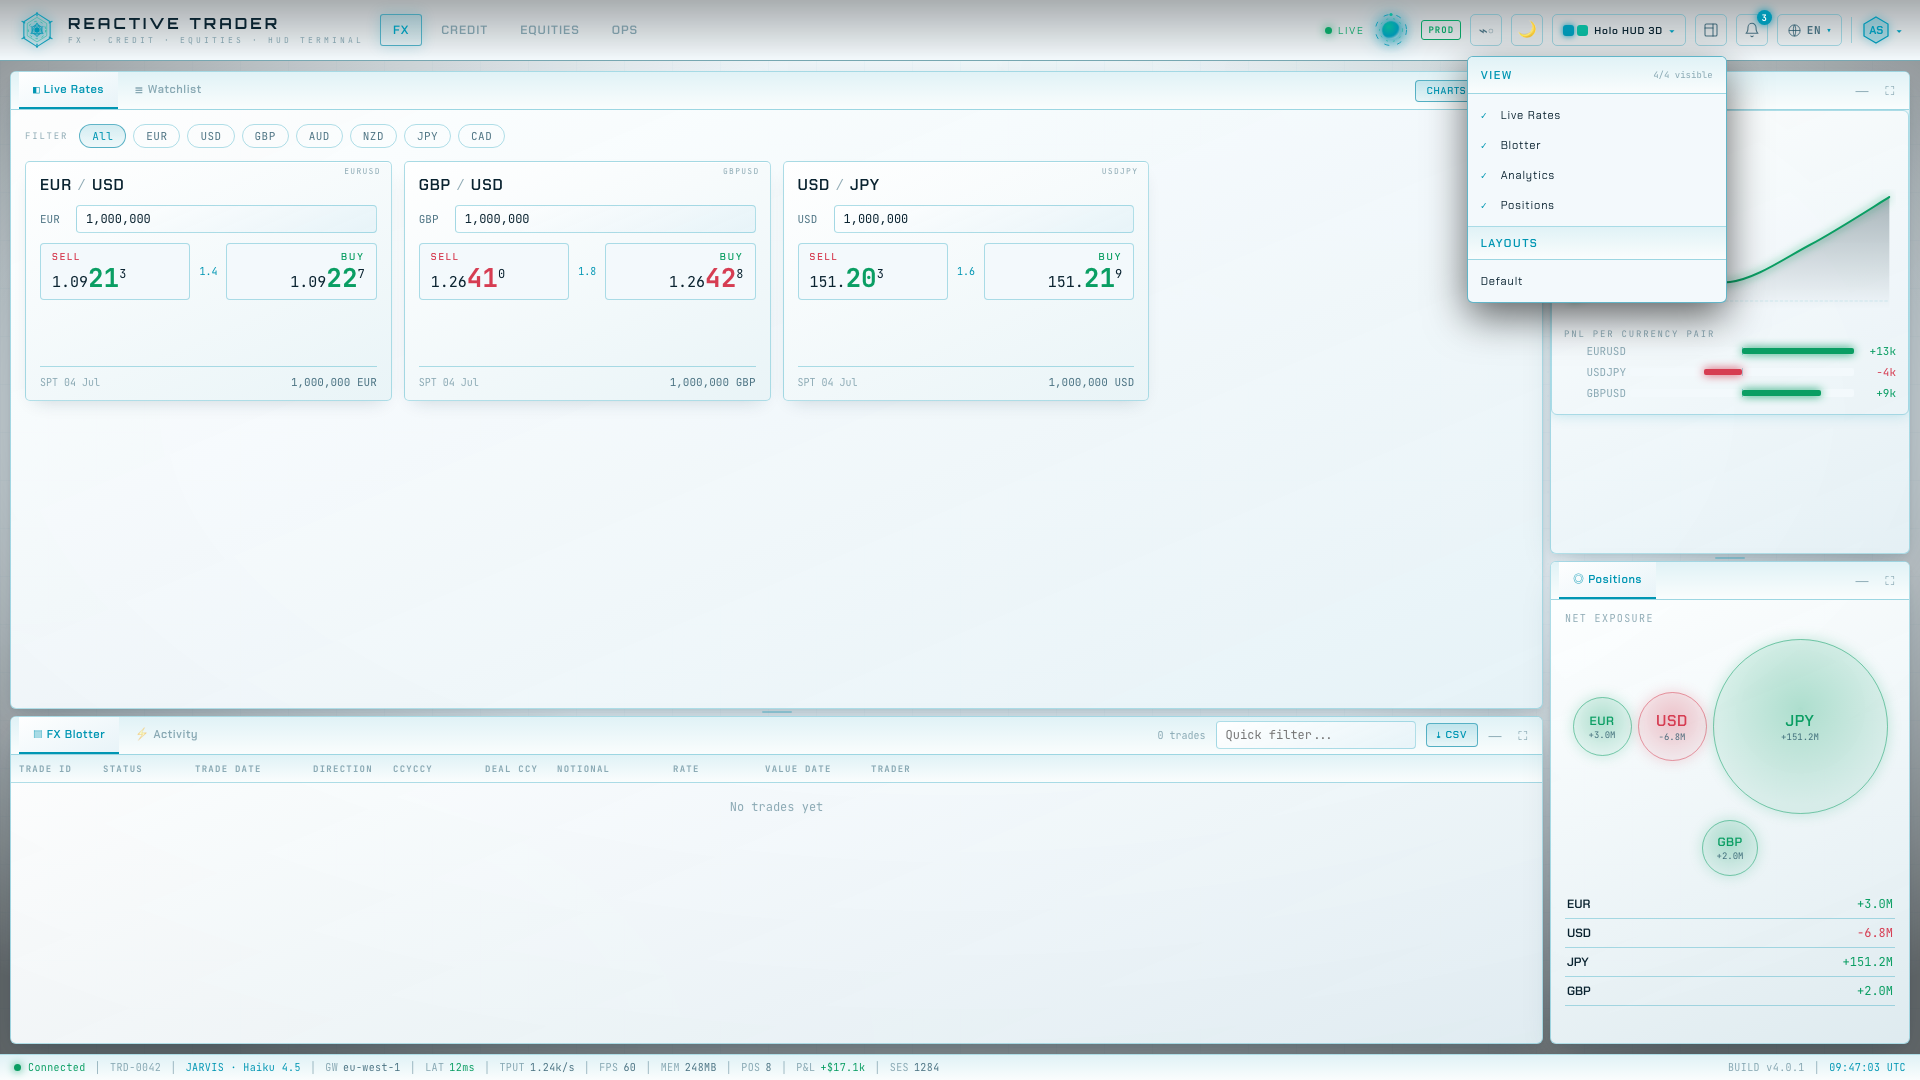 REACTIVE TRADER
FX · CREDIT · EQUITIES · HUD TERMINAL
FX
CREDIT
EQUITIES
OPS
LIVE
PROD
Holo HUD 3D
3
EN
AS
Live Rates
Watchlist
CHARTS
VIEW
4/4 visible
✓ Live Rates
✓ Blotter
✓ Analytics
✓ Positions
LAYOUTS
Default
FILTER
All
EUR
USD
GBP
AUD
NZD
JPY
CAD
EURUSD
EUR / USD
EUR 1,000,000
SELL
1.09213
1.4
BUY
1.09227
SPT 04 Jul
1,000,000 EUR
GBPUSD
GBP / USD
GBP 1,000,000
SELL
1.26410
1.8
BUY
1.26428
SPT 04 Jul
1,000,000 GBP
USDJPY
USD / JPY
USD 1,000,000
SELL
151.203
1.6
BUY
151.219
SPT 04 Jul
1,000,000 USD
PNL PER CURRENCY PAIR
EURUSD +13k
USDJPY -4k
GBPUSD +9k
Positions
NET EXPOSURE
EUR
+3.0M
USD
-6.8M
JPY
+151.2M
GBP
+2.0M
EUR +3.0M
USD -6.8M
JPY +151.2M
GBP +2.0M
FX Blotter
Activity
0 trades
Quick filter...
↓ CSV
TRADE ID STATUS TRADE DATE DIRECTION CCYCCY DEAL CCY NOTIONAL RATE VALUE DATE TRADER
No trades yet
Connected | TRD-0042 | JARVIS · Haiku 4.5 | GW eu-west-1 | LAT 12ms | TPUT 1.24k/s | FPS 60 | MEM 248MB | POS 8 | P&L +$17.1k | SES 1284
BUILD v4.0.1 | 09:47:03 UTC